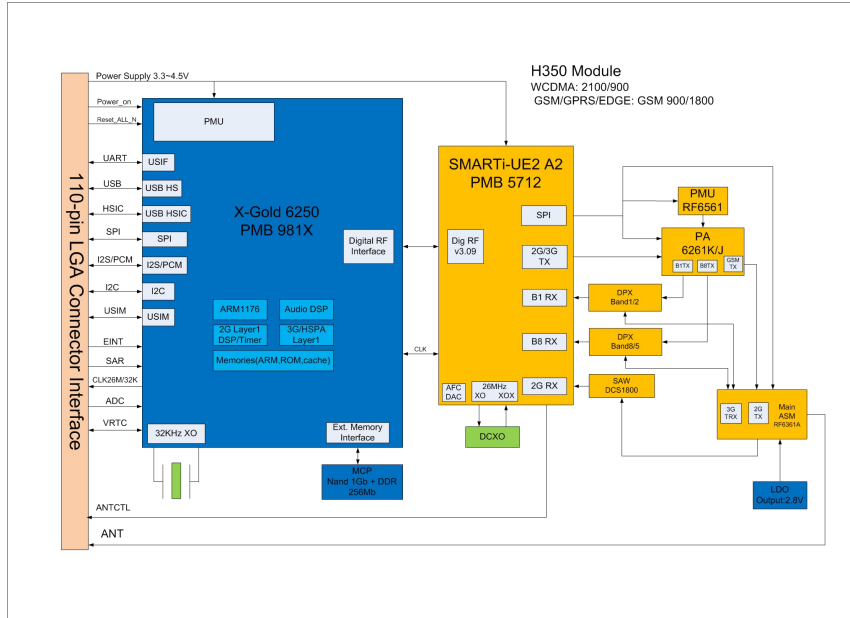 H350 Module
WCDMA: 2100/900
GSM/GPRS/EDGE: GSM 900/1800
110-pin LGA Connector Interface
Power Supply 3.3~4.5V
Power_on
Reset_ALL_N
UART
USB
HSIC
SPI
I2S/PCM
I2C
USIM
EINT
SAR
CLK26M/32K
ADC
VRTC
ANTCTL
ANT
PMU
USIF
USB HS
USB HSIC
SPI
I2S/PCM
I2C
USIM
X-Gold 6250
PMB 981X
Digital RF
Interface
ARM1176
Audio DSP
2G Layer1
DSP/Timer
3G/HSPA
Layer1
Memories(ARM,ROM,cache)
32KHz XO
Ext. Memory
Interface
MCP
Nand 1Gb + DDR
256Mb
CLK
SMARTi-UE2 A2
PMB 5712
Dig RF
v3.09
SPI
2G/3G
TX
B1 RX
B8 RX
2G RX
AFC
DAC
26MHz
XO XOX
DCXO
PMU
RF6561
PA
6261K/J
B1TX
B8TX
GSM
TX
DPX
Band1/2
DPX
Band8/5
SAW
DCS1800
3G
TRX
2G
TX
Main
ASM
RF6361A
LDO
Output:2.8V